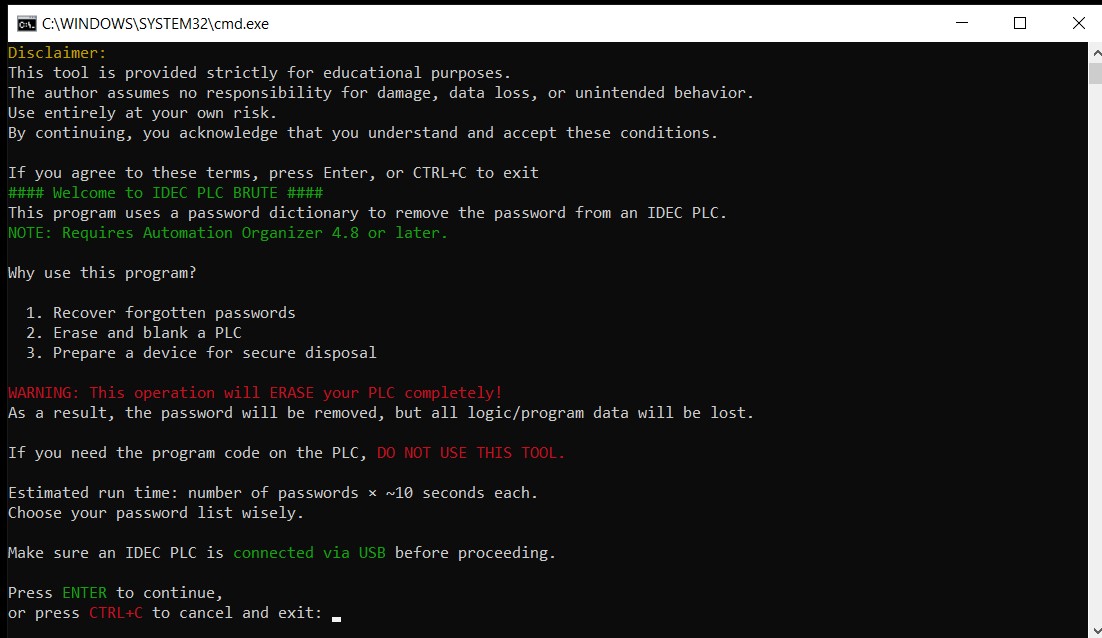 C:\WINDOWS\SYSTEM32\cmd.exe
Disclaimer:
This tool is provided strictly for educational purposes.
The author assumes no responsibility for damage, data loss, or unintended behavior.
Use entirely at your own risk.
By continuing, you acknowledge that you understand and accept these conditions.
If you agree to these terms, press Enter, or CTRL+C to exit
#### Welcome to IDEC PLC BRUTE ####
This program uses a password dictionary to remove the password from an IDEC PLC.
NOTE: Requires Automation Organizer 4.8 or later.
Why use this program?
1. Recover forgotten passwords
2. Erase and blank a PLC
3. Prepare a device for secure disposal
WARNING: This operation will ERASE your PLC completely!
As a result, the password will be removed, but all logic/program data will be lost.
If you need the program code on the PLC, DO NOT USE THIS TOOL.
Estimated run time: number of passwords × ~10 seconds each.
Choose your password list wisely.
Make sure an IDEC PLC is connected via USB before proceeding.
Press ENTER to continue,
or press CTRL+C to cancel and exit: